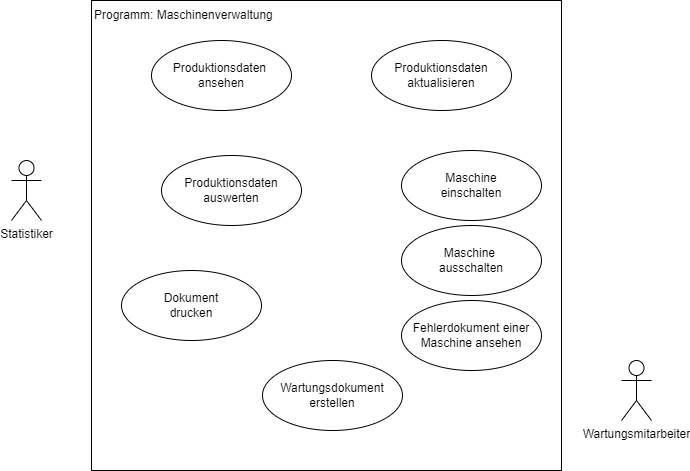 Programm: Maschinenverwaltung
Produktionsdaten
ansehen
Produktionsdaten
aktualisieren
Produktionsdaten
auswerten
Maschine
einschalten
Statistiker
Maschine
ausschalten
Dokument
drucken
Fehlerdokument einer
Maschine ansehen
Wartungsdokument
erstellen
Wartungsmitarbeiter